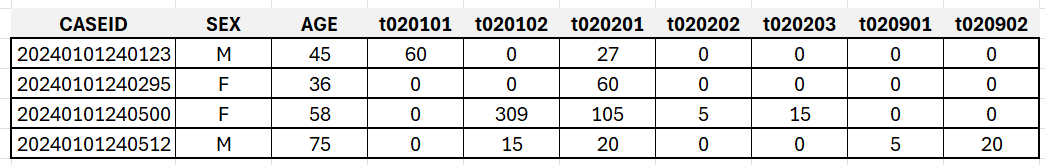 CASEID SEX AGE t020101 t020102 t020201 t020202 t020203 t020901 t020902
20240101240123 M 45 60 0 27 0 0 0 0
20240101240295 F 36 0 0 60 0 0 0 0
20240101240500 F 58 0 309 105 5 15 0 0
20240101240512 M 75 0 15 20 0 0 5 20